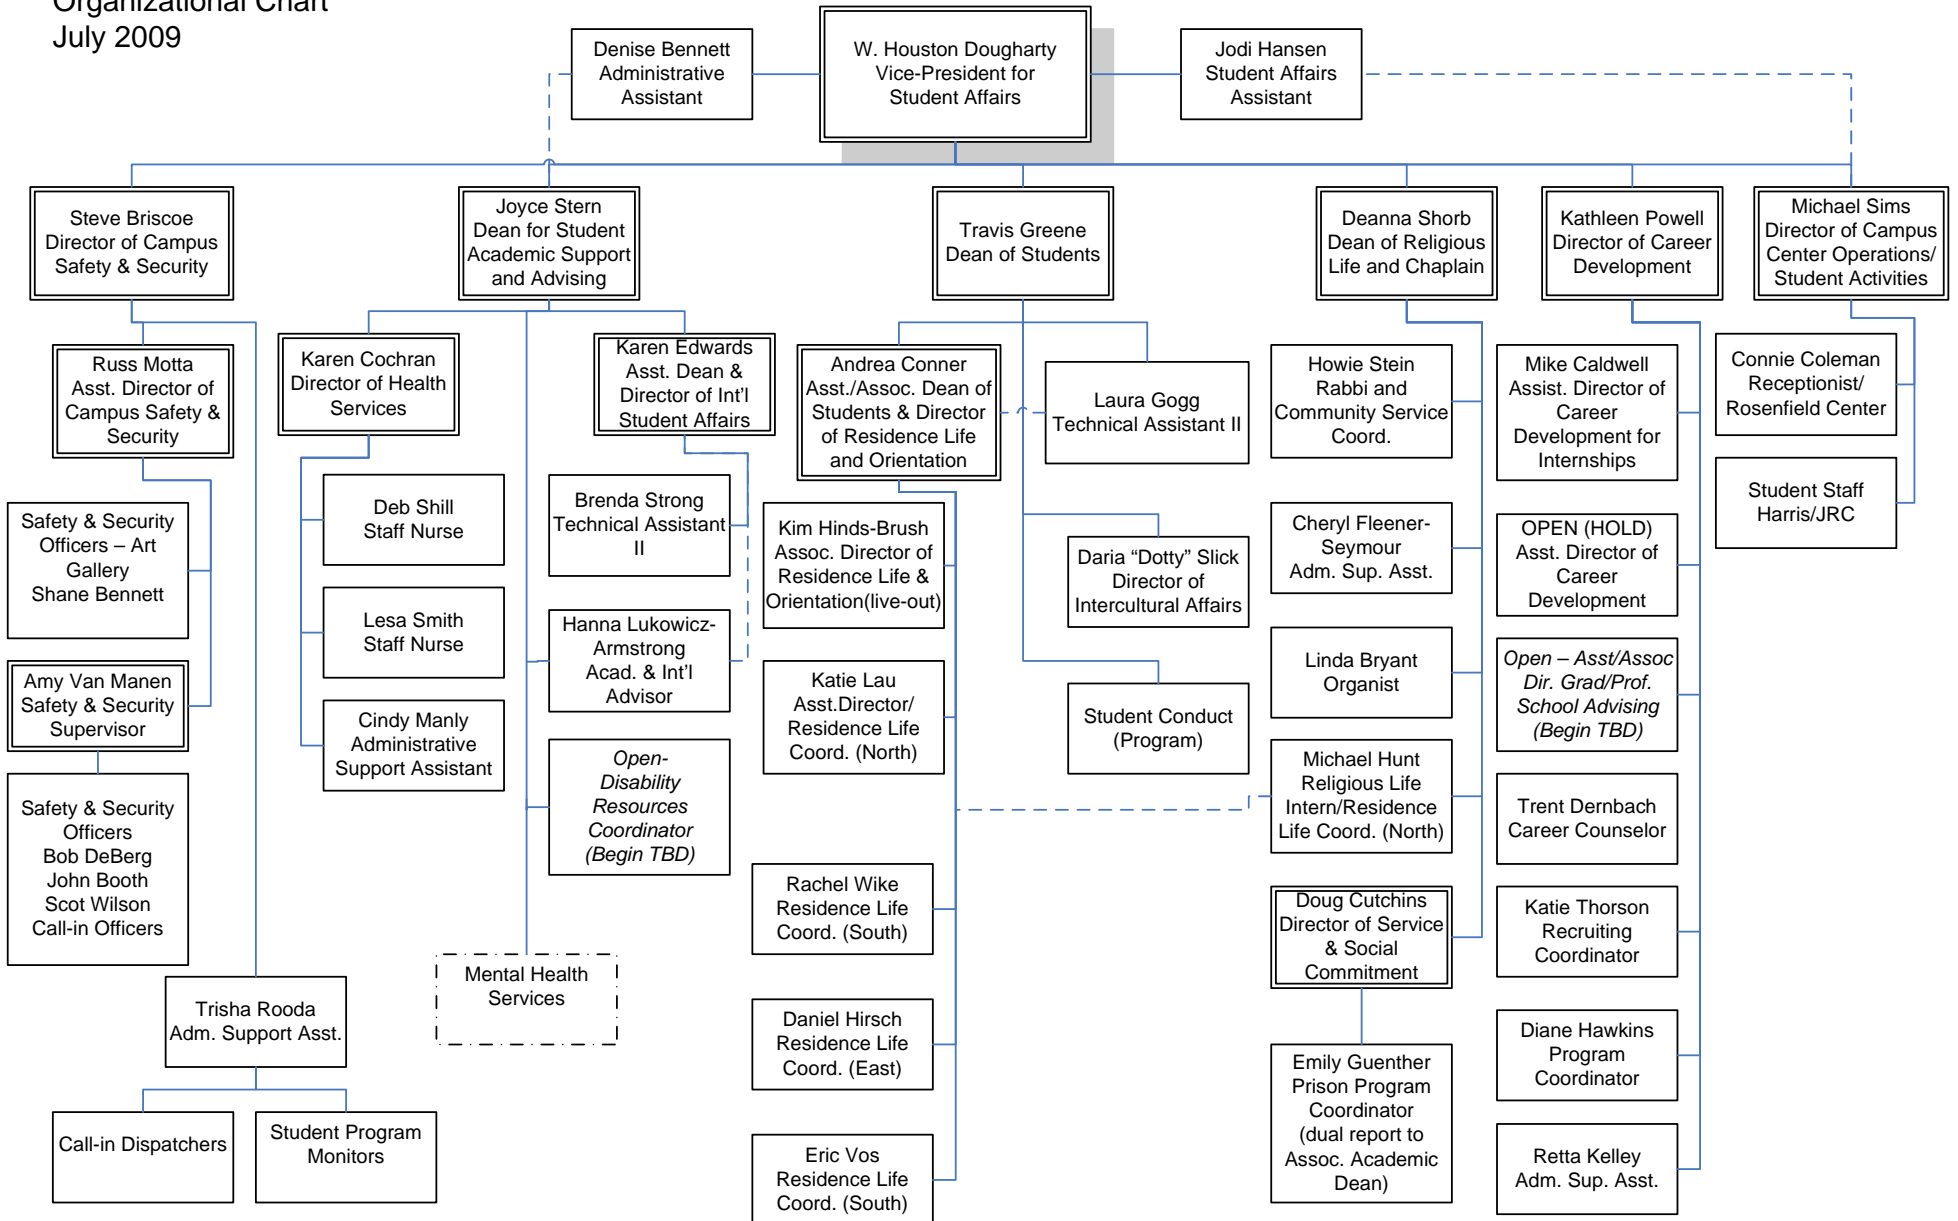 Organizational Chart
July 2009
Denise Bennett
Administrative
Assistant
W. Houston Dougharty
Vice-President for
Student Affairs
Jodi Hansen
Student Affairs
Assistant
Steve Briscoe
Director of Campus
Safety & Security
Joyce Stern
Dean for Student
Academic Support
and Advising
Travis Greene
Dean of Students
Deanna Shorb
Dean of Religious
Life and Chaplain
Kathleen Powell
Director of Career
Development
Michael Sims
Director of Campus
Center Operations/
Student Activities
Russ Motta
Asst. Director of
Campus Safety &
Security
Safety & Security
Officers – Art
Gallery
Shane Bennett
Amy Van Manen
Safety & Security
Supervisor
Safety & Security
Officers
Bob DeBerg
John Booth
Scot Wilson
Call-in Officers
Trisha Rooda
Adm. Support Asst.
Call-in Dispatchers
Student Program
Monitors
Karen Cochran
Director of Health
Services
Deb Shill
Staff Nurse
Lesa Smith
Staff Nurse
Cindy Manly
Administrative
Support Assistant
Karen Edwards
Asst. Dean &
Director of Int'l
Student Affairs
Brenda Strong
Technical Assistant
II
Hanna Lukowicz-
Armstrong
Acad. & Int'l
Advisor
Open-
Disability
Resources
Coordinator
(Begin TBD)
Mental Health
Services
Andrea Conner
Asst./Assoc. Dean of
Students & Director
of Residence Life
and Orientation
Kim Hinds-Brush
Assoc. Director of
Residence Life &
Orientation(live-out)
Katie Lau
Asst.Director/
Residence Life
Coord. (North)
Rachel Wike
Residence Life
Coord. (South)
Daniel Hirsch
Residence Life
Coord. (East)
Eric Vos
Residence Life
Coord. (South)
Laura Gogg
Technical Assistant II
Daria “Dotty” Slick
Director of
Intercultural Affairs
Student Conduct
(Program)
Howie Stein
Rabbi and
Community Service
Coord.
Cheryl Fleener-
Seymour
Adm. Sup. Asst.
Linda Bryant
Organist
Michael Hunt
Religious Life
Intern/Residence
Life Coord. (North)
Doug Cutchins
Director of Service
& Social
Commitment
Emily Guenther
Prison Program
Coordinator
(dual report to
Assoc. Academic
Dean)
Mike Caldwell
Assist. Director of
Career
Development for
Internships
OPEN (HOLD)
Asst. Director of
Career
Development
Open – Asst/Assoc
Dir. Grad/Prof.
School Advising
(Begin TBD)
Trent Dernbach
Career Counselor
Katie Thorson
Recruiting
Coordinator
Diane Hawkins
Program
Coordinator
Retta Kelley
Adm. Sup. Asst.
Connie Coleman
Receptionist/
Rosenfield Center
Student Staff
Harris/JRC